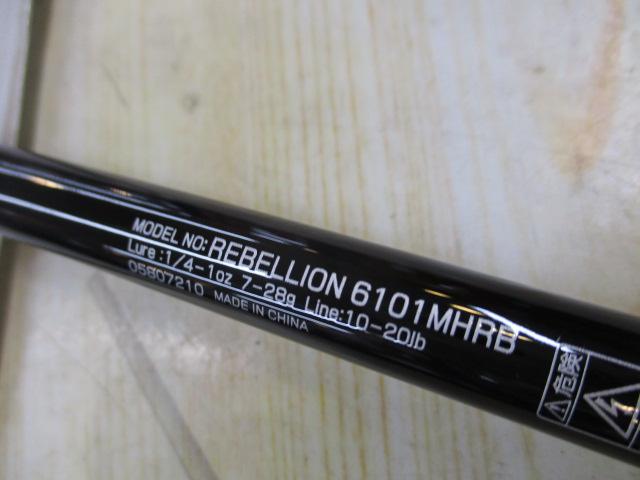 MODEL NO: REBELLION 6101MHRB
Lure:1/4-1oz 7-28g Line:10-20lb
05807210 MADE IN CHINA
危険